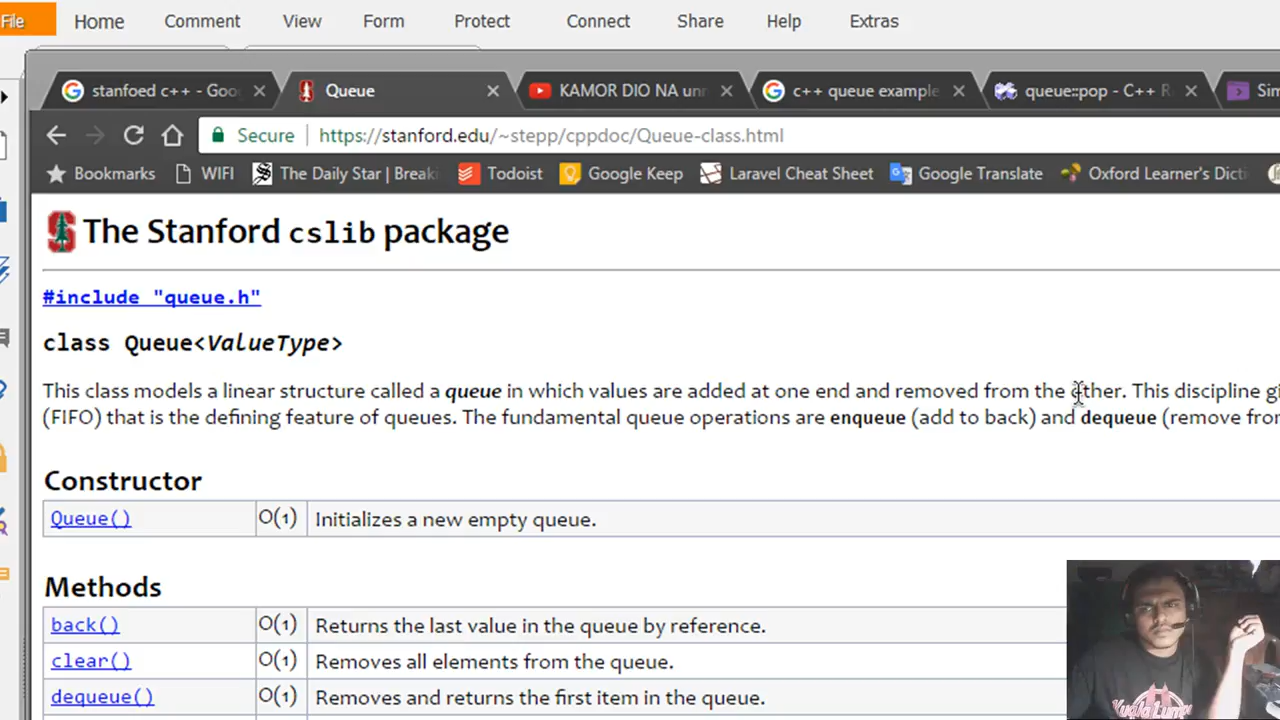 File Home Comment View Form Protect Connect Share Help Extras
stanfoed c++ - Goo Queue KAMOR DIO NA unr c++ queue example queue::pop - C++ R Sim
Secure https://stanford.edu/~stepp/cppdoc/Queue-class.html
Bookmarks WIFI The Daily Star | Breaki Todoist Google Keep Laravel Cheat Sheet Google Translate Oxford Learner's Dicti
The Stanford cslib package
#include "queue.h"
class Queue<ValueType>
This class models a linear structure called a queue in which values are added at one end and removed from the other. This discipline gi
(FIFO) that is the defining feature of queues. The fundamental queue operations are enqueue (add to back) and dequeue (remove fron
Constructor
Queue() O(1) Initializes a new empty queue.
Methods
back() O(1) Returns the last value in the queue by reference.
clear() O(1) Removes all elements from the queue.
dequeue() O(1) Removes and returns the first item in the queue.
Kuala Lump